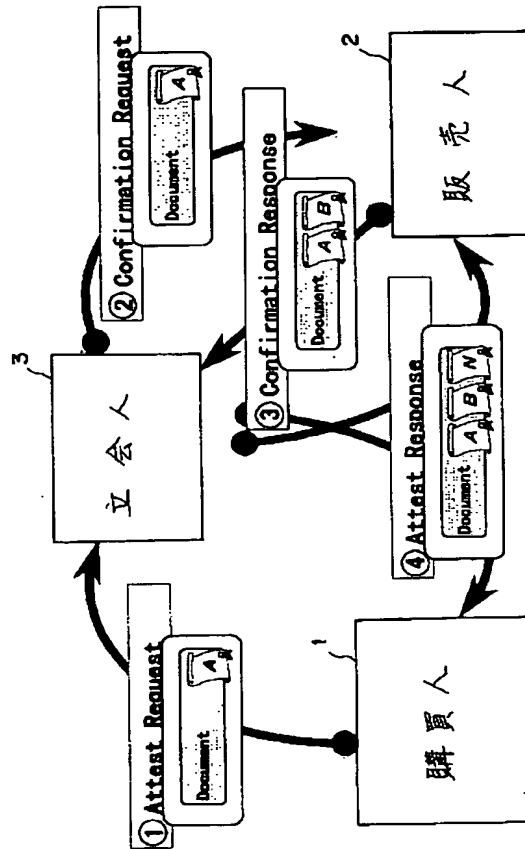 3
立会人
① Attest Request
Document A
② Confirmation Request
Document A
③ Confirmation Response
Document A B
④ Attest Response
Document A B N
1
購買人
2
販売人